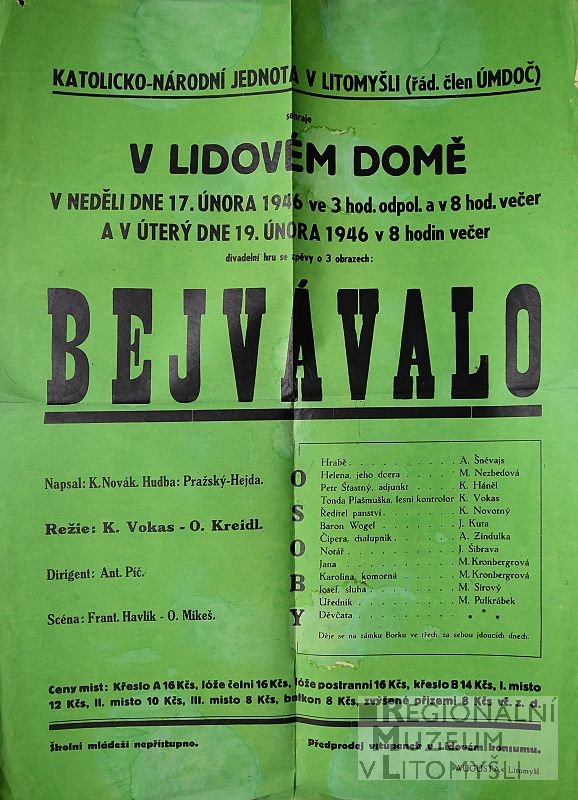 KATOLICKO-NÁRODNÍ JEDNOTA V LITOMYŠLI (řád. člen ÚMDOČ)
sehraje
V LIDOVÉM DOMĚ
V NEDĚLI DNE 17. ÚNORA 1946 ve 3 hod. odpol. a v 8 hod. večer
A V ÚTERÝ DNE 19. ÚNORA 1946 v 8 hodin večer
divadelní hru se zpěvy o 3 obrazech:
BEJVÁVALO
Napsal: K. Novák. Hudba: Pražský-Hejda.
Režie: K. Vokas - O. Kreidl.
Dirigent: Ant. Píč.
Scéna: Frant. Havlík - O. Mikeš.
OSOBY
Hrabě . . . . . . . . . . A. Šněvajs
Helena, jeho dcera . . . . . . M. Nezbedová
Petr Šťastný, adjunkt . . . . . K. Háněl
Tonda Plašmuška, lesní kontrolor K. Vokas
Ředitel panství . . . . . . . K. Novotný
Baron Wogel . . . . . . . . J. Kuta
Čipera, chalupník . . . . . . A. Zindulka
Notář . . . . . . . . . . J. Šibrava
Jana . . . . . . . . . . M. Kronbergrová
Karolina, komorná . . . . . . M. Kronbergrová
Josef, sluha . . . . . . . . M. Sirový
Úředník . . . . . . . . . M. Pulkrábek
Děvčata . . . . . . . . . * * *
Děje se na zámku Borku ve třech za sebou jdoucích dnech.
Ceny míst: Křeslo A 16 Kčs, lóže čelní 16 Kčs, lóže postranní 16 Kčs, křeslo B 14 Kčs, I. místo
12 Kčs, II. místo 10 Kčs, III. místo 8 Kčs, balkon 8 Kčs, zvýšené přízemí 8 Kčs vč. z. d.
Školní mládeži nepřístupno.
Předprodej vstupenek v Lidovém konsumu.
"AUGUSTA" Litomyšl.
REGIONÁLNÍ
MUZEUM
V LITOMYŠLI